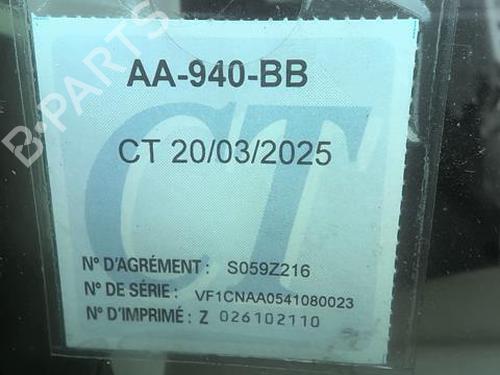 AA-940-BB
CT 20/03/2025
CT
N° D'AGRÉMENT : S059Z216
N° DE SÉRIE : VF1CNAA0541080023
N° D'IMPRIMÉ : Z 026102110
B-PARTS